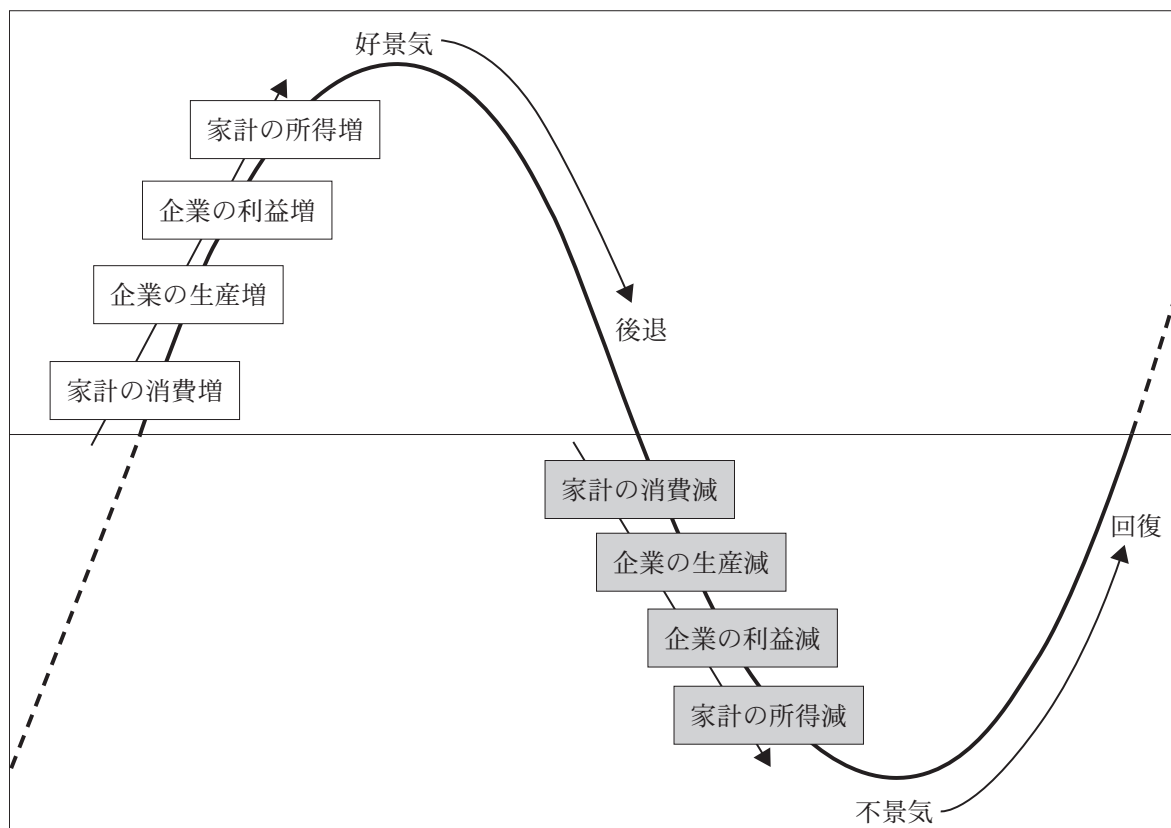 好景気
家計の所得増
企業の利益増
企業の生産増
後退
家計の消費増
家計の消費減
回復
企業の生産減
企業の利益減
家計の所得減
不景気